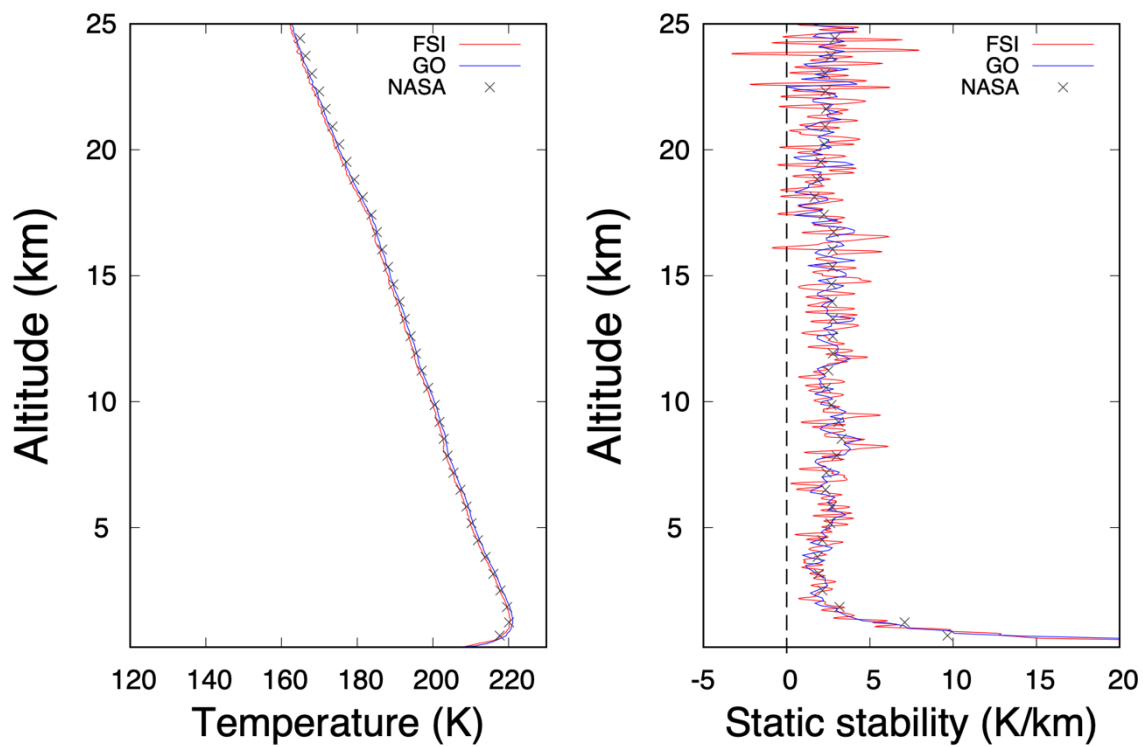 25
20
15
10
5
Altitude (km)
FSI
GO
NASA
120 140 160 180 200 220
Temperature (K)
25
20
15
10
5
Altitude (km)
FSI
GO
NASA
-5 0 5 10 15 20
Static stability (K/km)